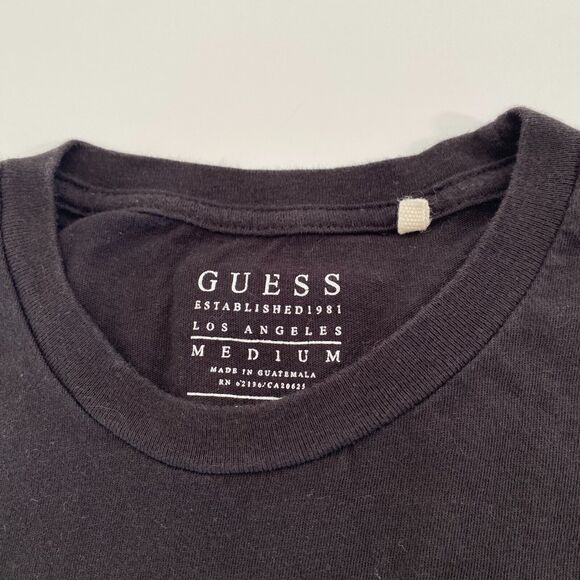 GUESS
ESTABLISHED1981
LOS ANGELES
MEDIUM
MADE IN GUATEMALA
RN 62136/CA20625